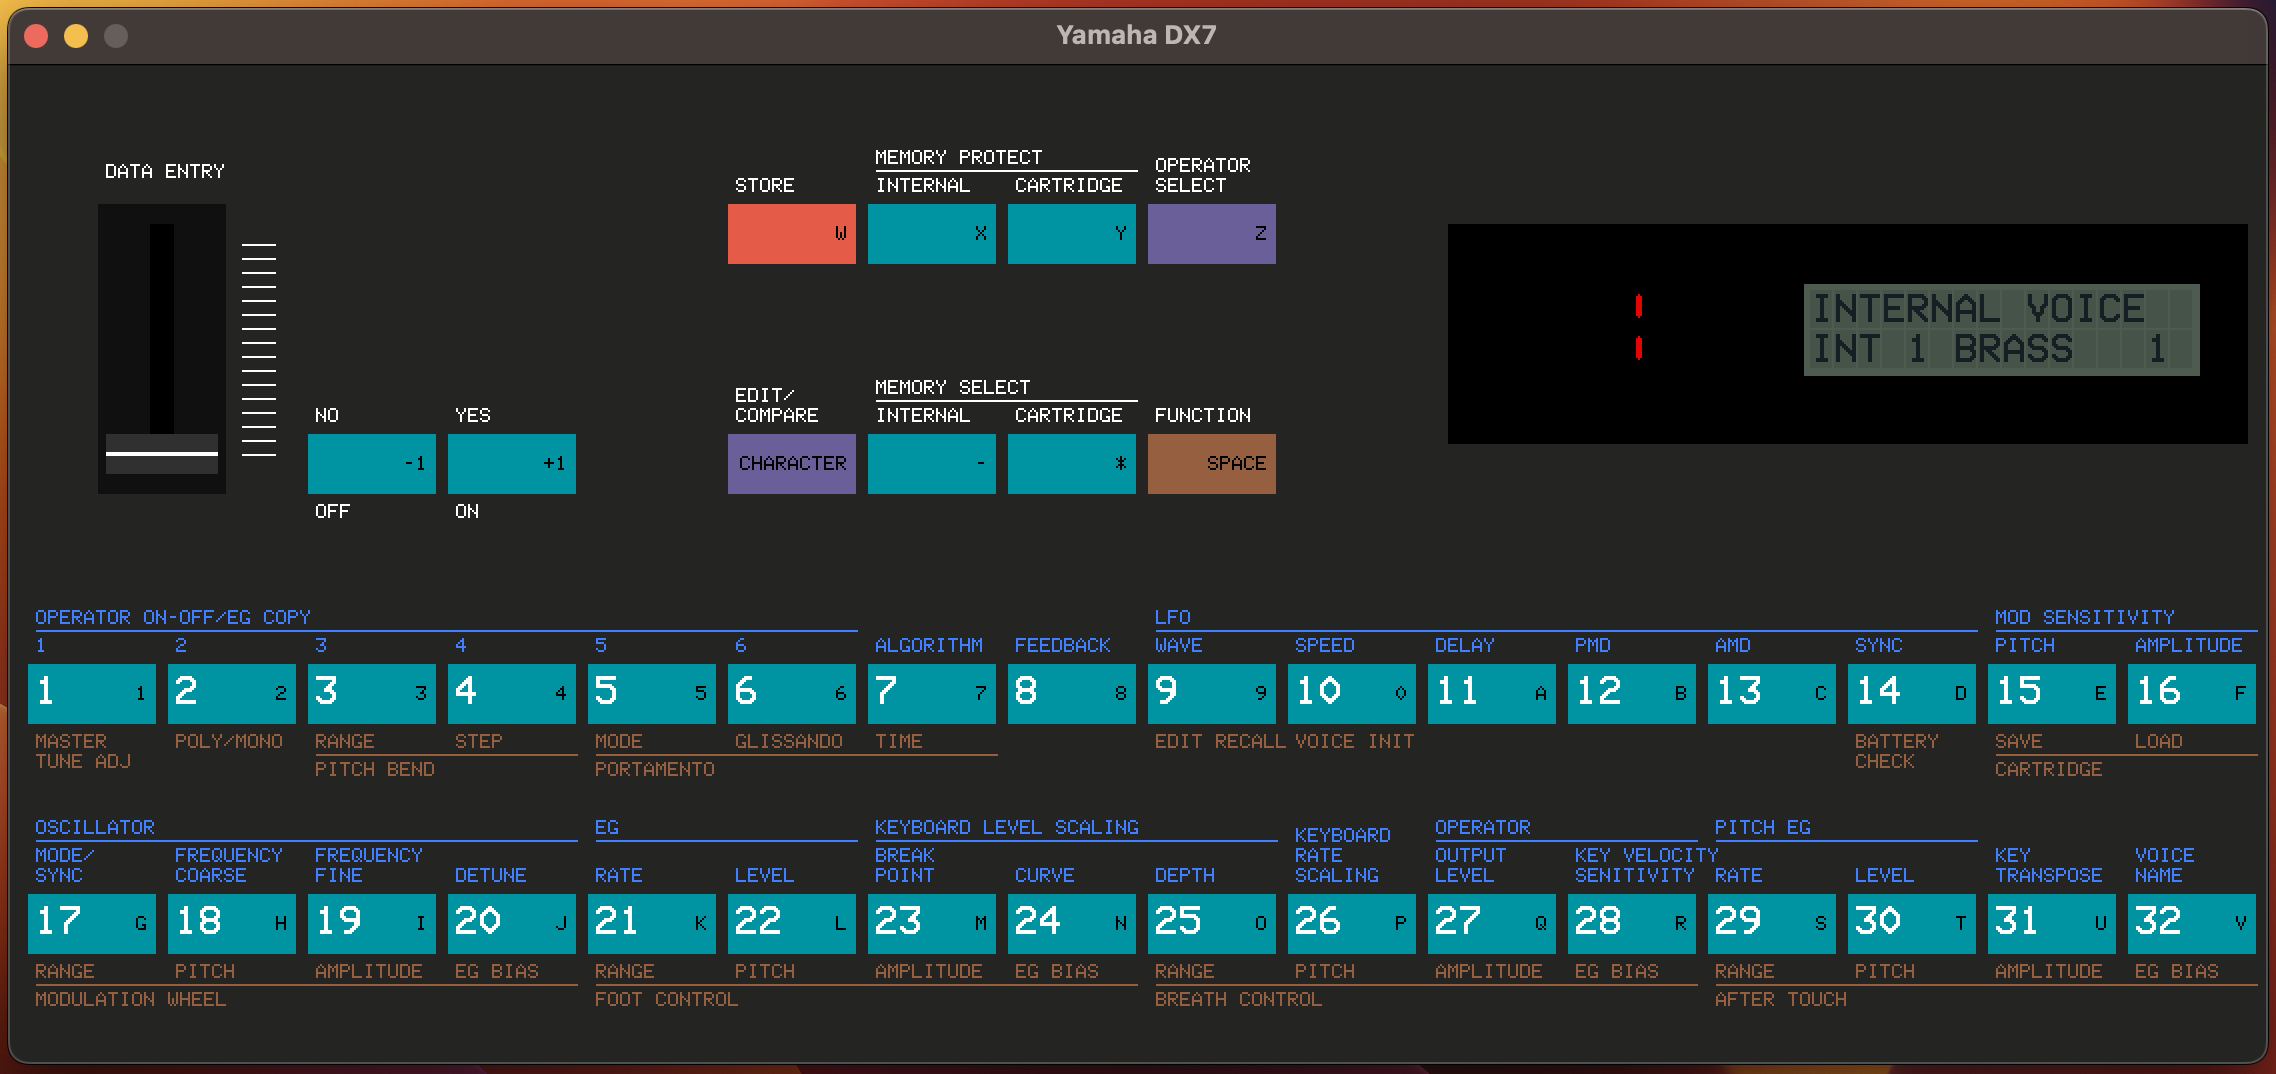 Yamaha DX7
DATA ENTRY
NO
YES
-1
+1
OFF
ON
MEMORY PROTECT
OPERATOR
STORE
INTERNAL
CARTRIDGE
SELECT
W
X
Y
Z
EDIT/
COMPARE
MEMORY SELECT
INTERNAL
CARTRIDGE
FUNCTION
CHARACTER
-
*
SPACE
INTERNAL VOICE
INT 1 BRASS 1
OPERATOR ON-OFF/EG COPY
LFO
MOD SENSITIVITY
1 2 3 4 5 6 ALGORITHM FEEDBACK WAVE SPEED DELAY PMD AMD SYNC PITCH AMPLITUDE
1 1 2 2 3 3 4 4 5 5 6 6 7 7 8 8 9 9 10 0 11 A 12 B 13 C 14 D 15 E 16 F
MASTER
TUNE ADJ
POLY/MONO
RANGE
STEP
PITCH BEND
MODE
GLISSANDO
TIME
PORTAMENTO
EDIT RECALL
VOICE INIT
BATTERY
CHECK
SAVE
LOAD
CARTRIDGE
OSCILLATOR
MODE/
SYNC
FREQUENCY
COARSE
FREQUENCY
FINE
DETUNE
EG
RATE
LEVEL
KEYBOARD LEVEL SCALING
BREAK
POINT
CURVE
DEPTH
KEYBOARD
RATE
SCALING
OPERATOR
OUTPUT
LEVEL
KEY VELOCITY
SENITIVITY
PITCH EG
RATE
LEVEL
KEY
TRANSPOSE
VOICE
NAME
17 G 18 H 19 I 20 J 21 K 22 L 23 M 24 N 25 O 26 P 27 Q 28 R 29 S 30 T 31 U 32 V
RANGE PITCH AMPLITUDE EG BIAS RANGE PITCH AMPLITUDE EG BIAS RANGE PITCH AMPLITUDE EG BIAS RANGE PITCH AMPLITUDE EG BIAS
MODULATION WHEEL
FOOT CONTROL
BREATH CONTROL
AFTER TOUCH